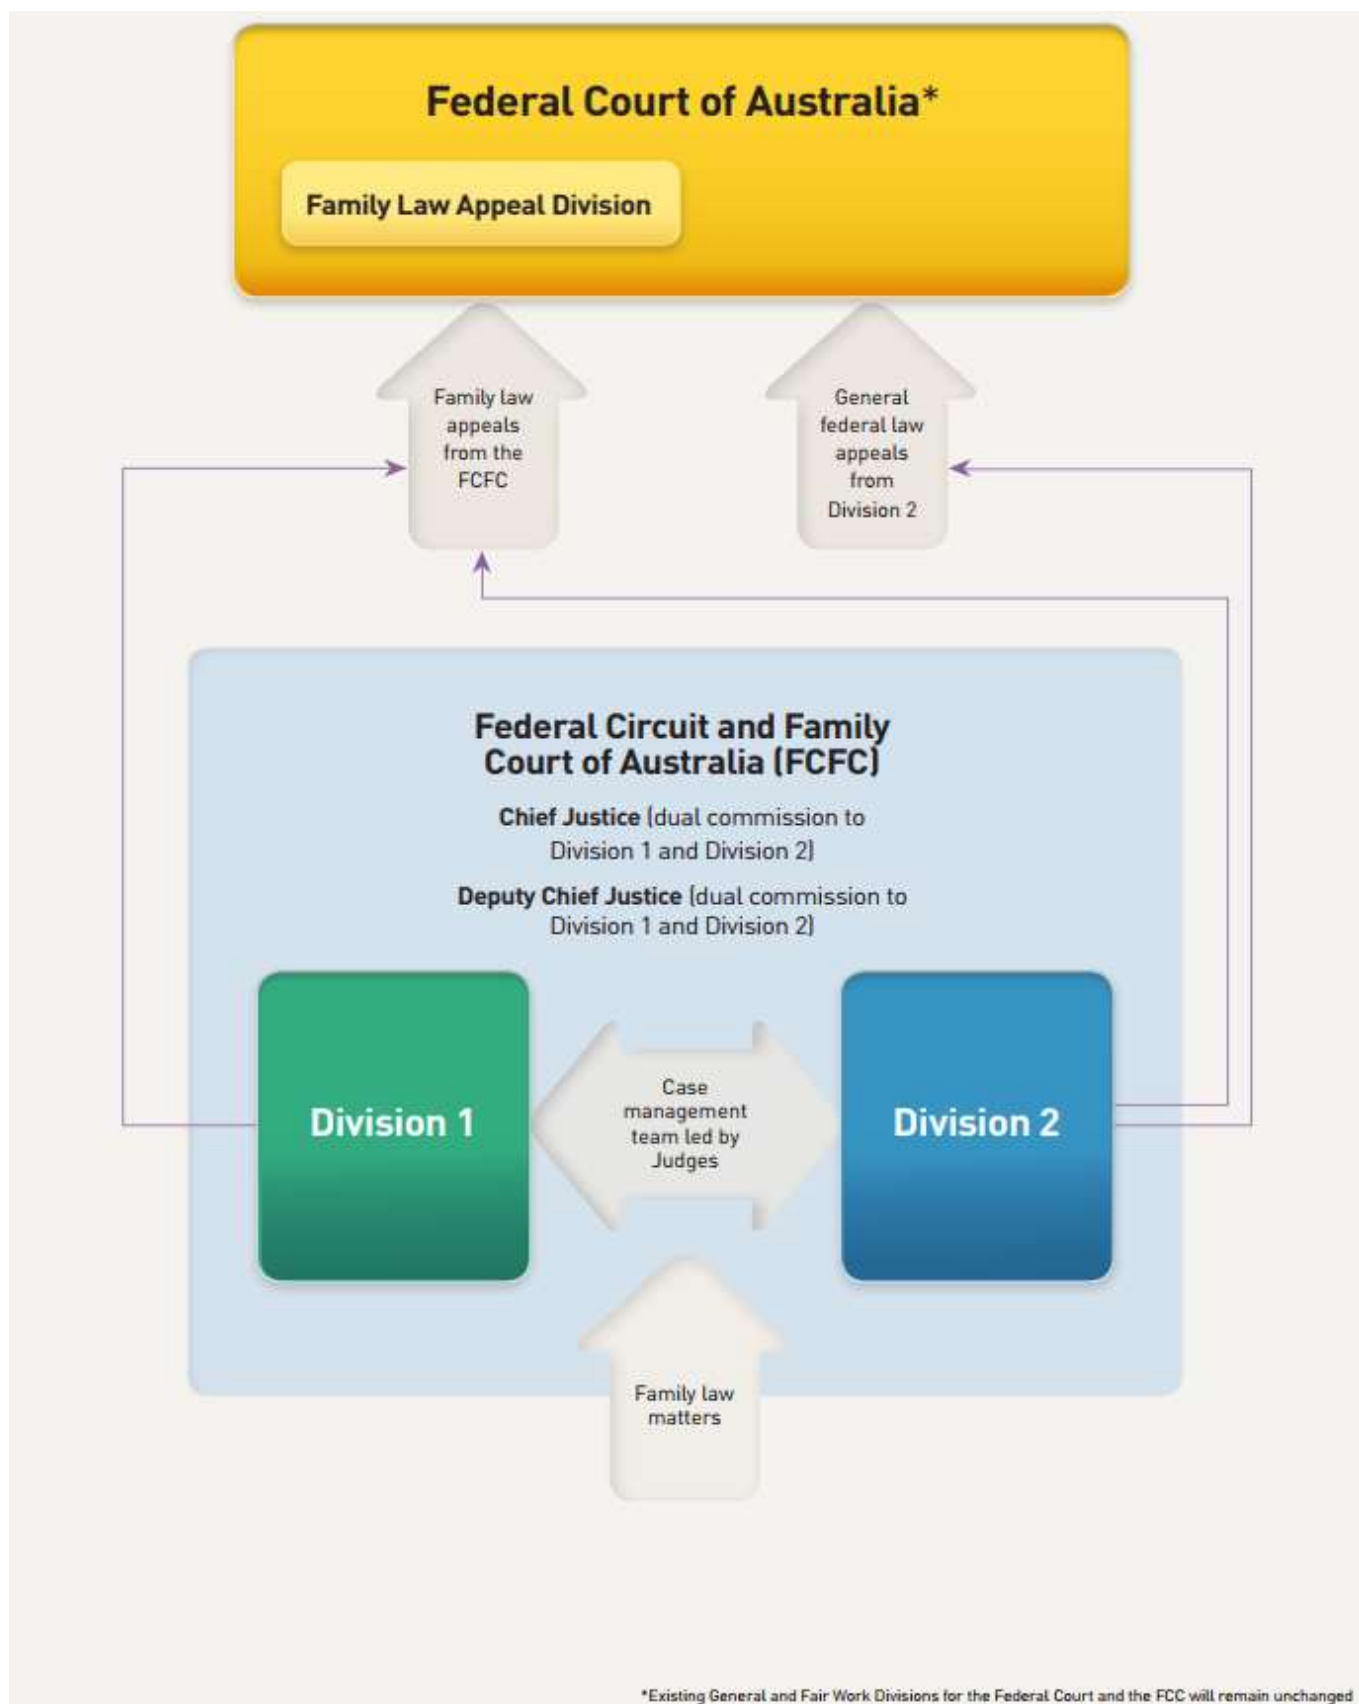 Federal Court of Australia*
Family Law Appeal Division
Family law
appeals
from the
FCFC
General
federal law
appeals
from
Division 2
Federal Circuit and Family
Court of Australia (FCFC)
Chief Justice (dual commission to
Division 1 and Division 2)
Deputy Chief Justice (dual commission to
Division 1 and Division 2)
Division 1
Case
management
team led by
Judges
Division 2
Family law
matters
*Existing General and Fair Work Divisions for the Federal Court and the FCC will remain unchanged